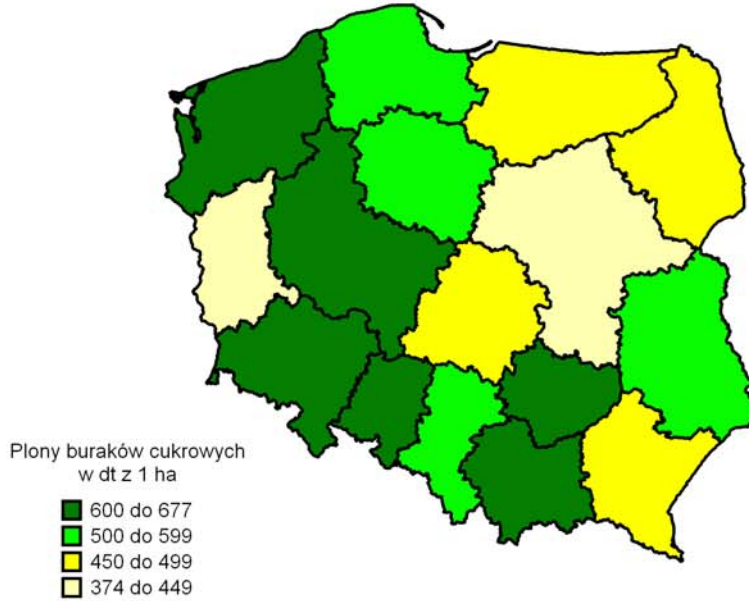 Plony buraków cukrowych
w dt z 1 ha
600 do 677
500 do 599
450 do 499
374 do 449